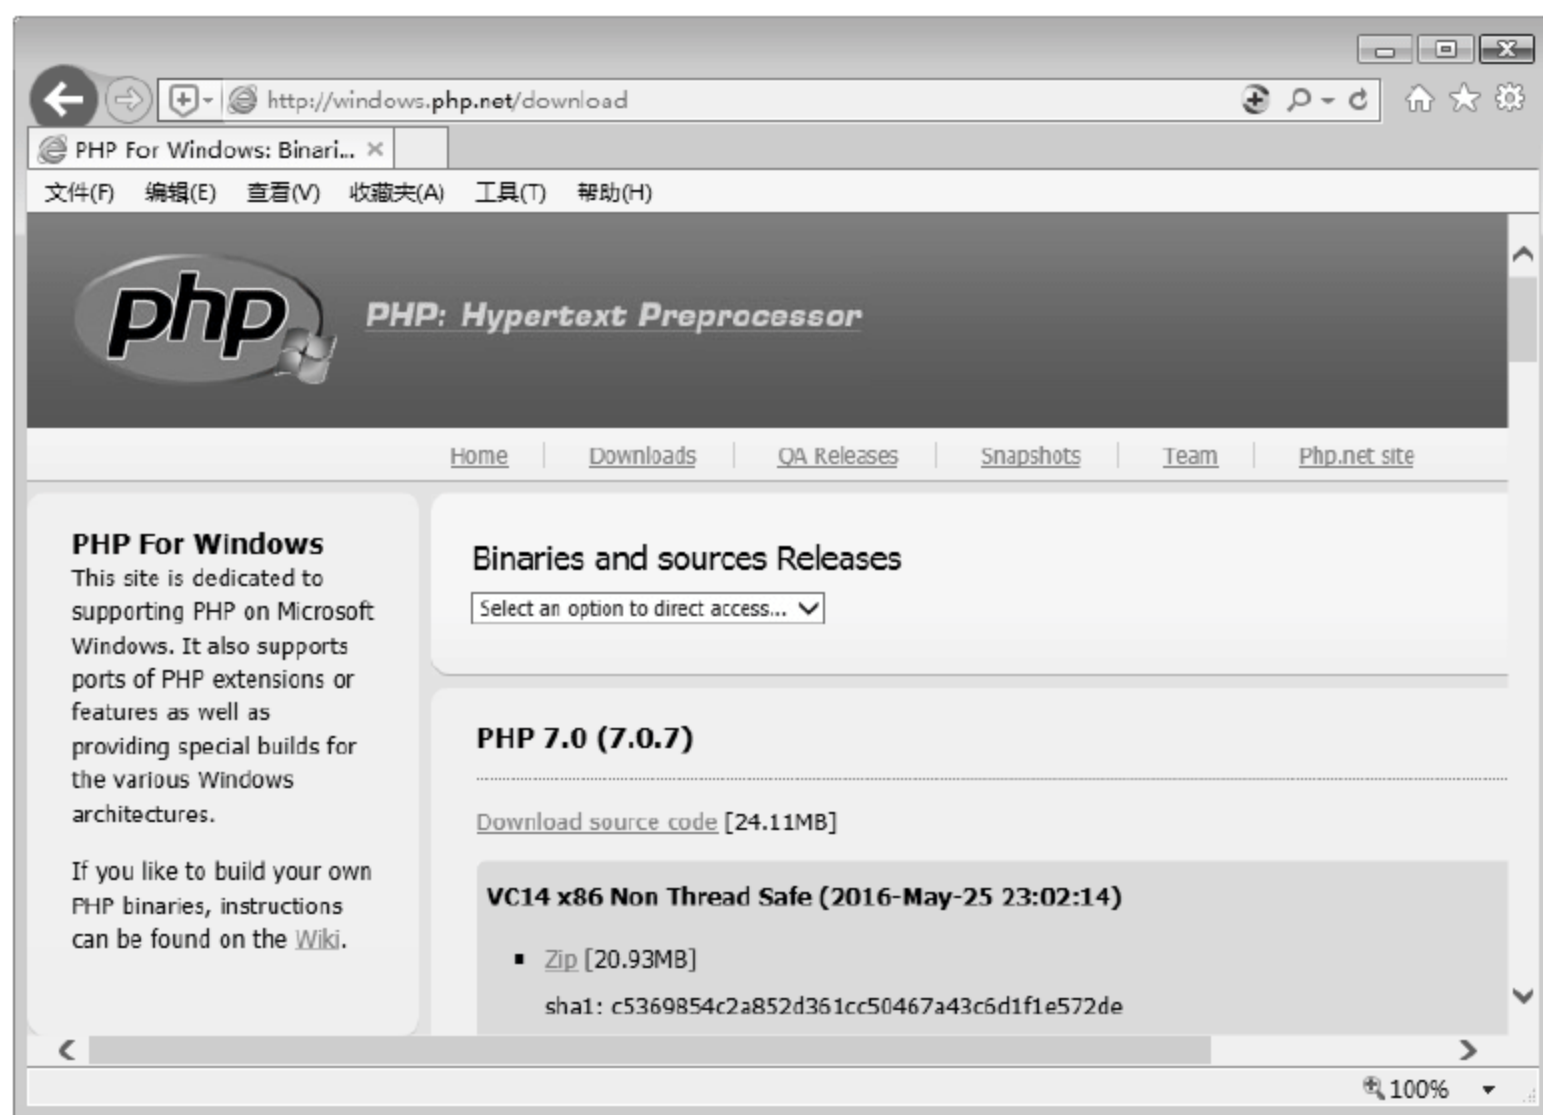 http://windows.php.net/download
PHP For Windows: Binari...
文件(F) 编辑(E) 查看(V) 收藏夹(A) 工具(T) 帮助(H)
php
PHP: Hypertext Preprocessor
Home Downloads QA Releases Snapshots Team Php.net site
PHP For Windows
This site is dedicated to
supporting PHP on Microsoft
Windows. It also supports
ports of PHP extensions or
features as well as
providing special builds for
the various Windows
architectures.
If you like to build your own
PHP binaries, instructions
can be found on the Wiki.
Binaries and sources Releases
Select an option to direct access...
PHP 7.0 (7.0.7)
Download source code [24.11MB]
VC14 x86 Non Thread Safe (2016-May-25 23:02:14)
Zip [20.93MB]
sha1: c5369854c2a852d361cc50467a43c6d1f1e572de
100%